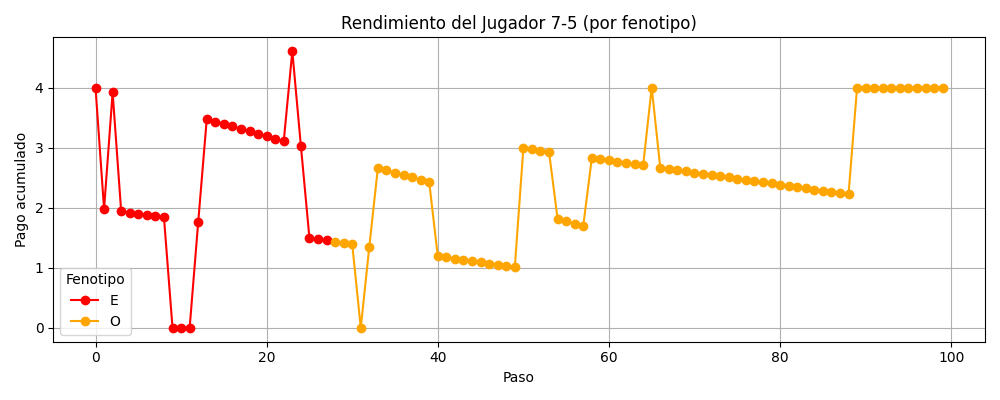 Rendimiento del Jugador 7-5 (por fenotipo)
Pago acumulado
4
3
2
1
0
Fenotipo
E
O
0 20 40 60 80 100
Paso